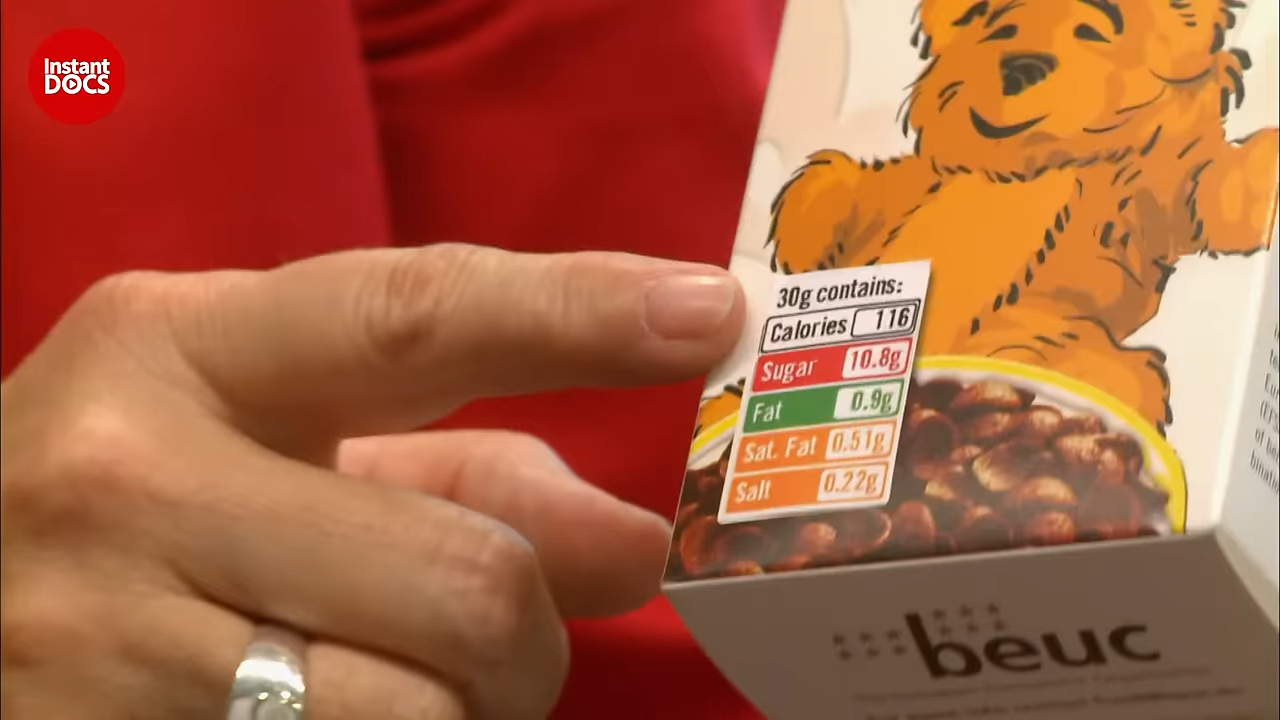 Instant
DOCS
30g contains:
Calories 116
Sugar 10.8g
Fat 0.9g
Sat. Fat 0.51g
Salt 0.22g
beuc